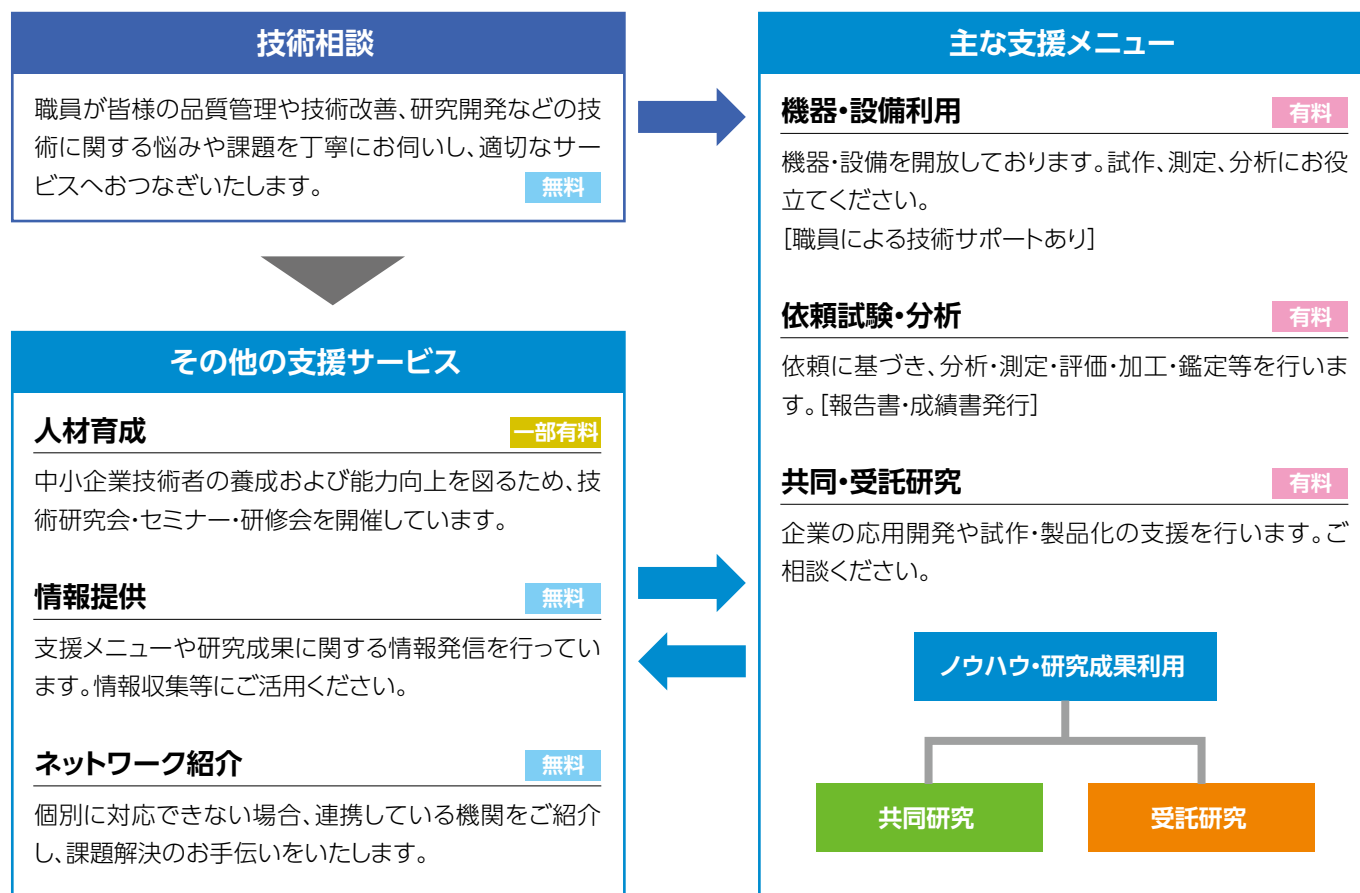 技術相談
職員が皆様の品質管理や技術改善、研究開発などの技
術に関する悩みや課題を丁寧にお伺いし、適切なサー
ビスへおつなぎいたします。
無料
その他の支援サービス
人材育成
一部有料
中小企業技術者の養成および能力向上を図るため、技
術研究会・セミナー・研修会を開催しています。
情報提供
無料
支援メニューや研究成果に関する情報発信を行ってい
ます。情報収集等にご活用ください。
ネットワーク紹介
無料
個別に対応できない場合、連携している機関をご紹介
し、課題解決のお手伝いをいたします。
主な支援メニュー
機器・設備利用
有料
機器・設備を開放しております。試作、測定、分析にお役
立てください。
[職員による技術サポートあり]
依頼試験・分析
有料
依頼に基づき、分析・測定・評価・加工・鑑定等を行いま
す。[報告書・成績書発行]
共同・受託研究
有料
企業の応用開発や試作・製品化の支援を行います。ご
相談ください。
ノウハウ・研究成果利用
共同研究
受託研究